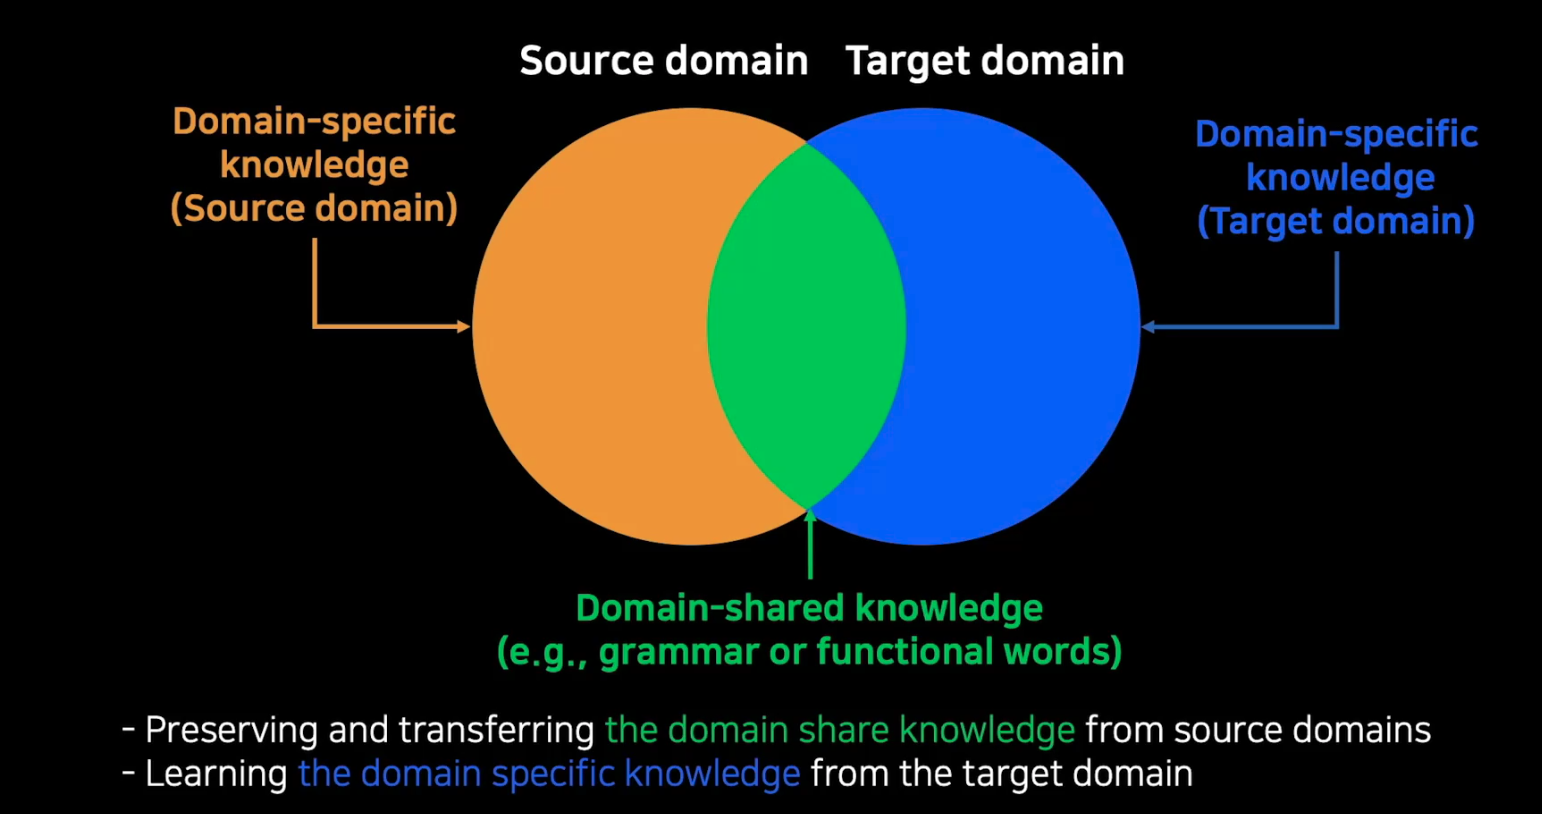 Source domain
Target domain
Domain-specific
knowledge
(Source domain)
Domain-specific
knowledge
(Target domain)
Domain-shared knowledge
(e.g., grammar or functional words)
- Preserving and transferring the domain share knowledge from source domains
- Learning the domain specific knowledge from the target domain